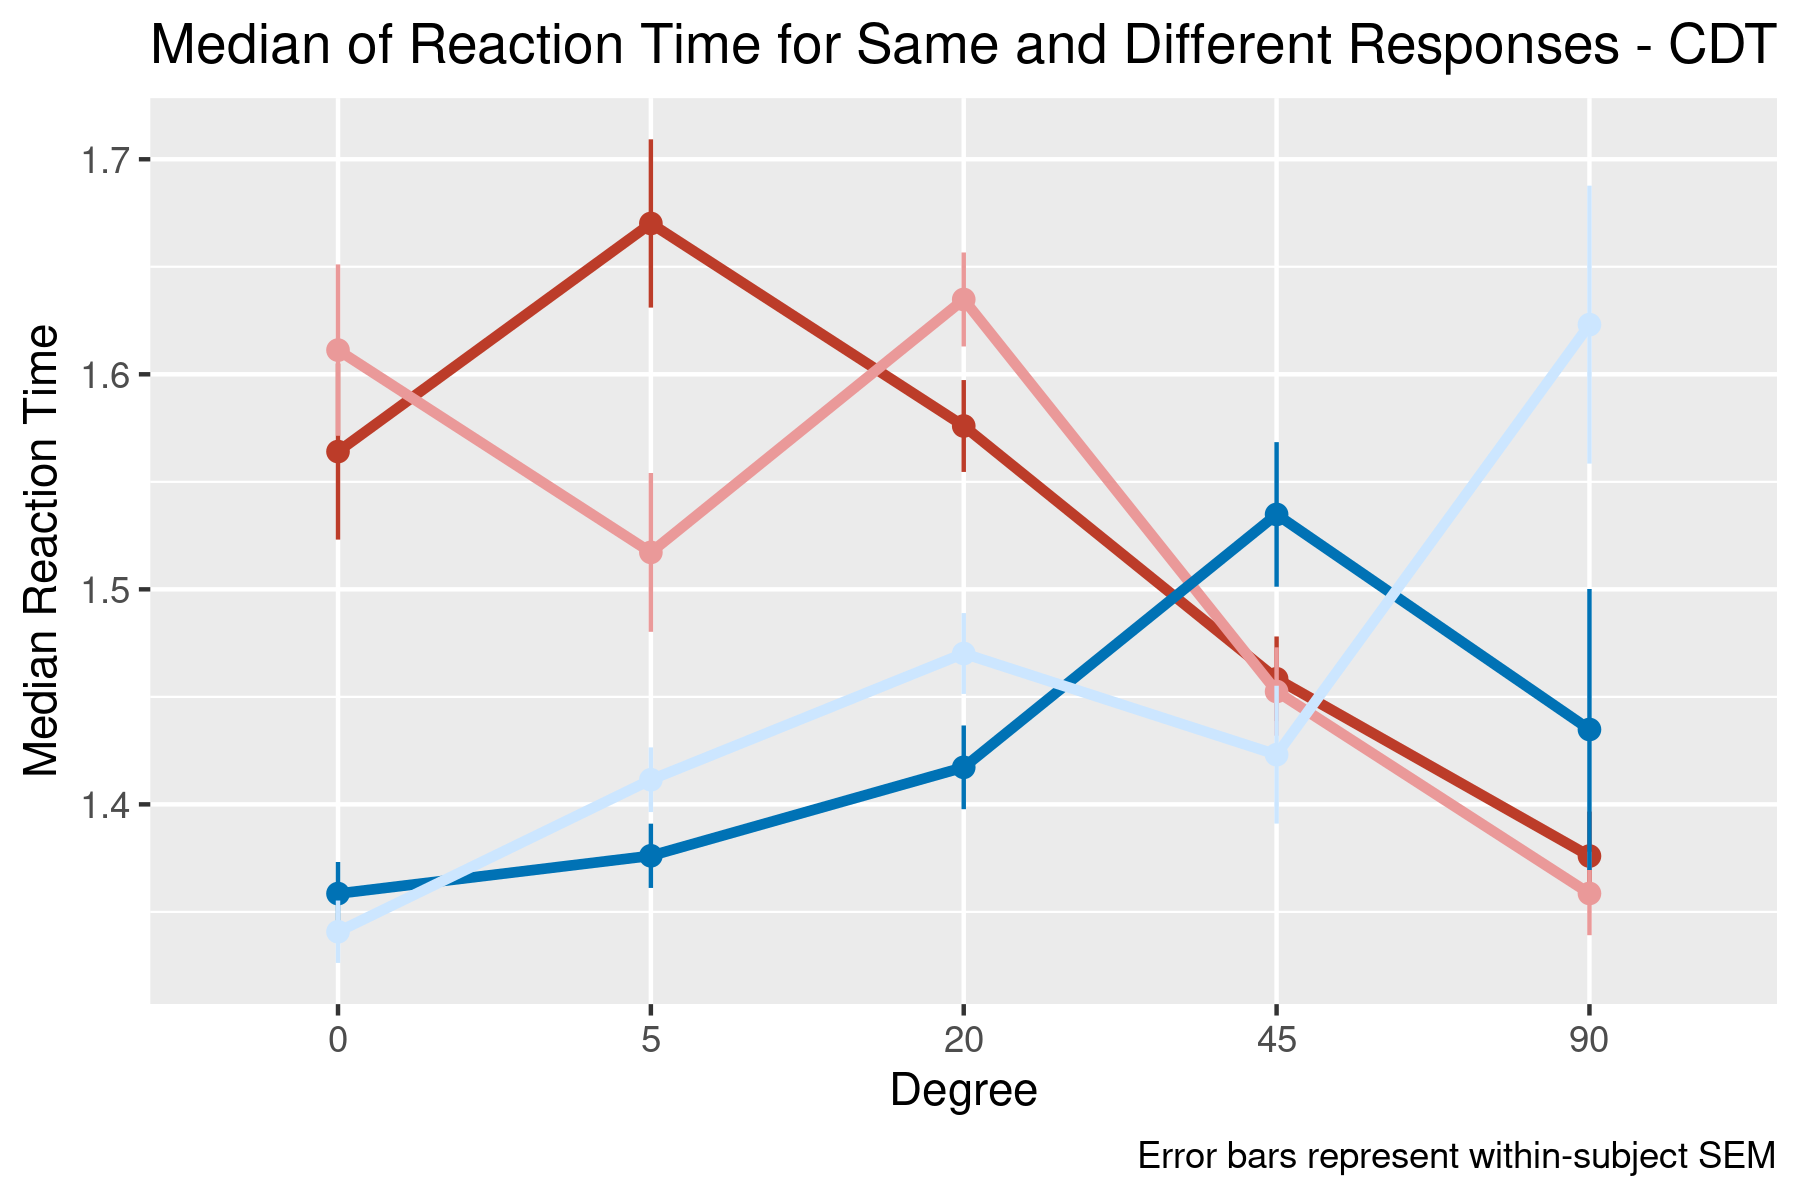 Median of Reaction Time for Same and Different Responses - CDT
Median Reaction Time
1.7
1.6
1.5
1.4
0 5 20 45 90
Degree
Error bars represent within-subject SEM